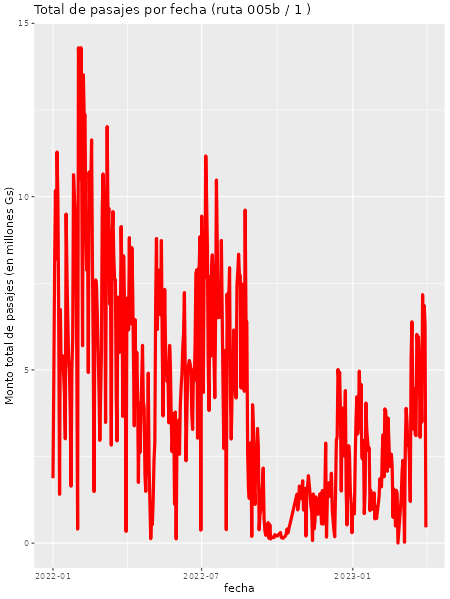 Total de pasajes por fecha (ruta 005b / 1 )
Monto total de pasajes (en millones Gs)
15
10
5
0
2022-01
2022-07
2023-01
fecha